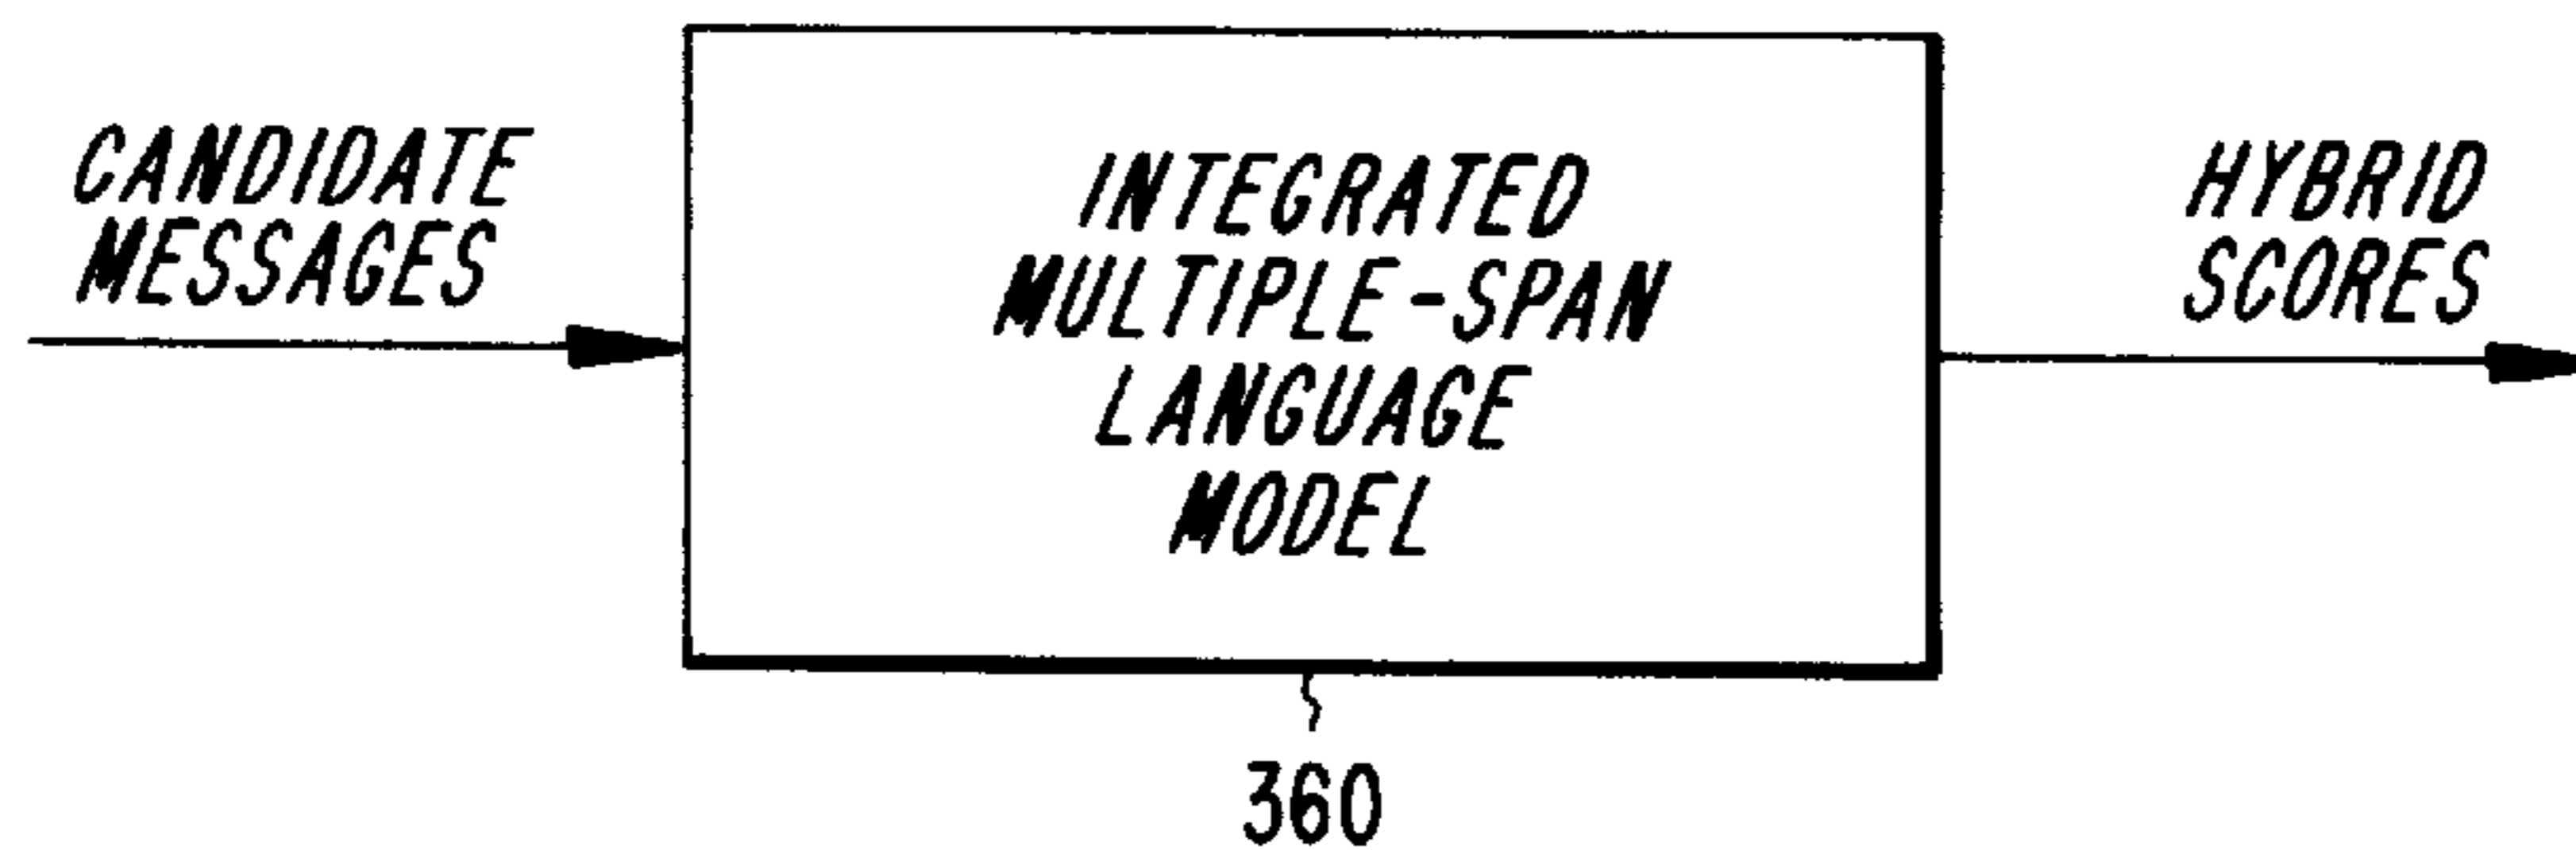 CANDIDATE
MESSAGES
INTEGRATED
MULTIPLE-SPAN
LANGUAGE
MODEL
HYBRID
SCORES
360